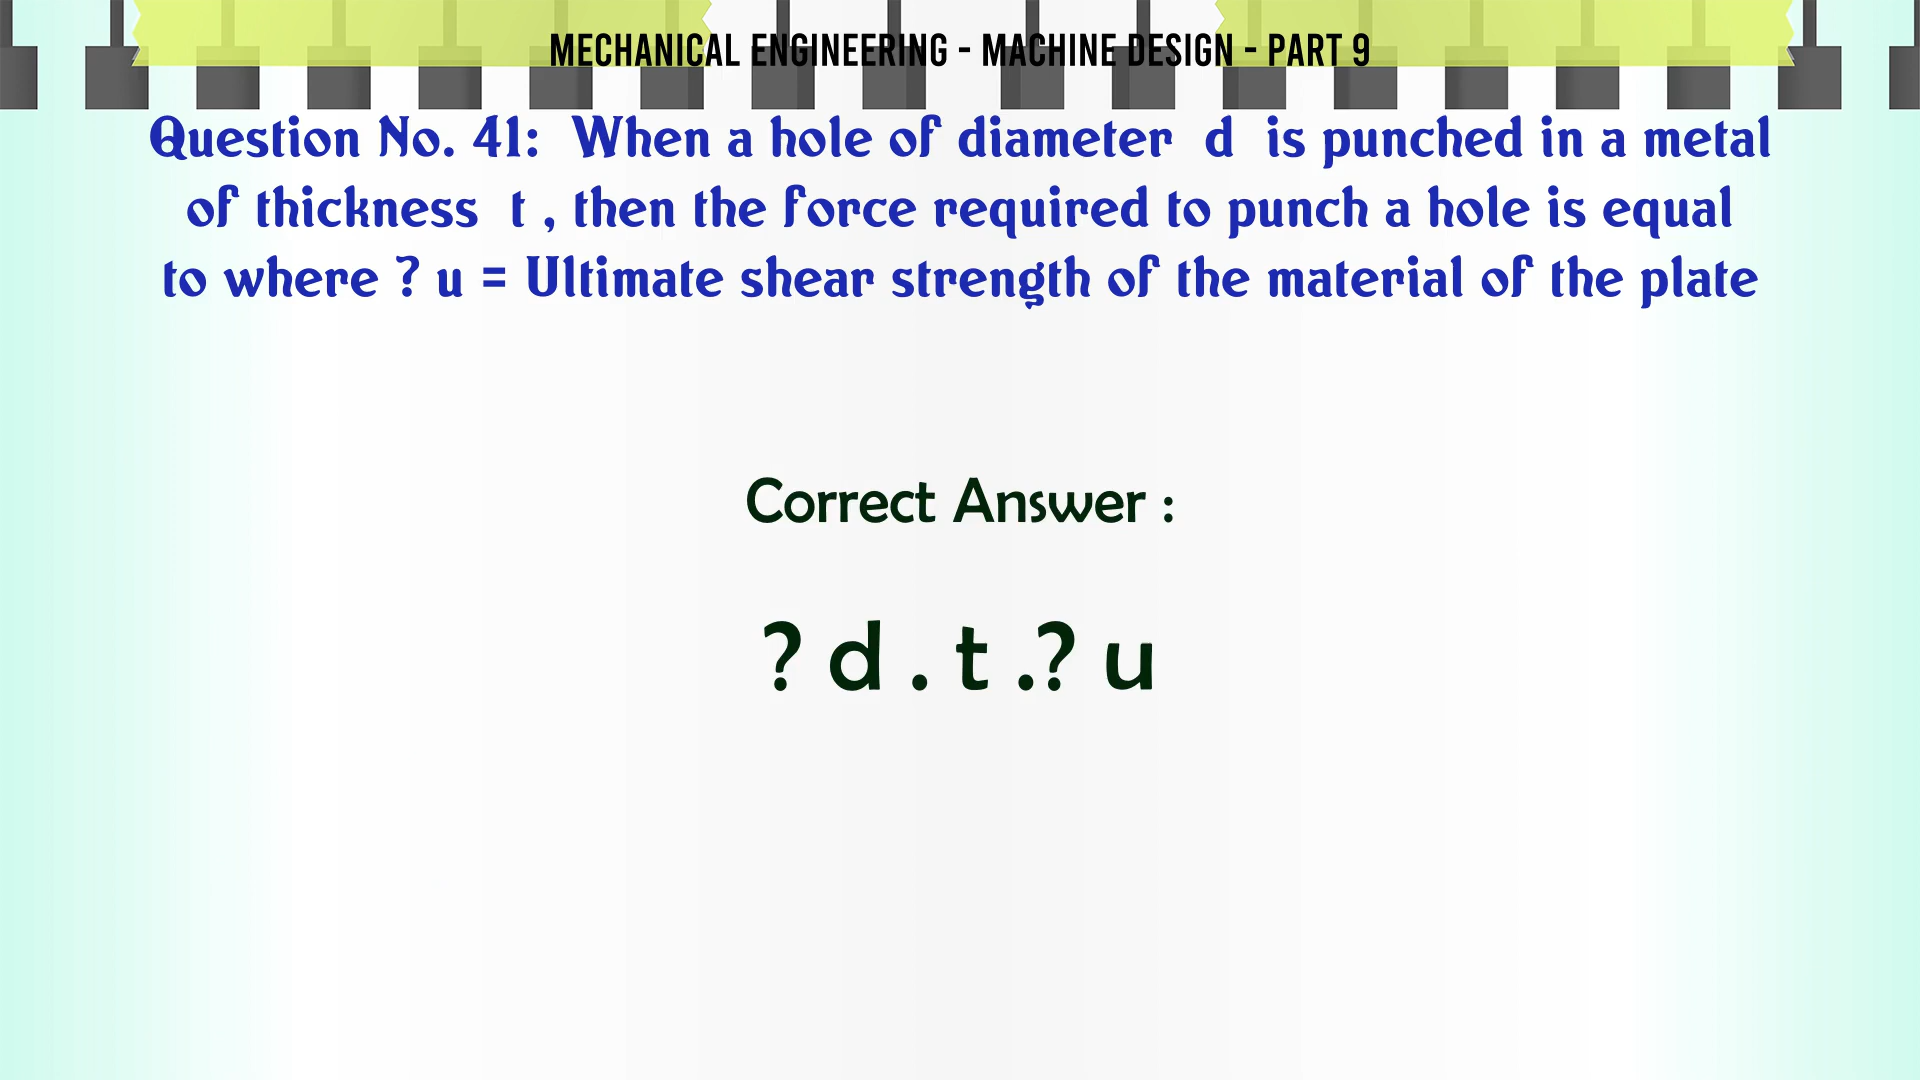 MECHANICAL ENGINEERING - MACHINE DESIGN - PART 9
Question No. 41: When a hole of diameter d is punched in a metal
of thickness t , then the force required to punch a hole is equal
to where ? u = Ultimate shear strength of the material of the plate
Correct Answer :
? d . t .? u